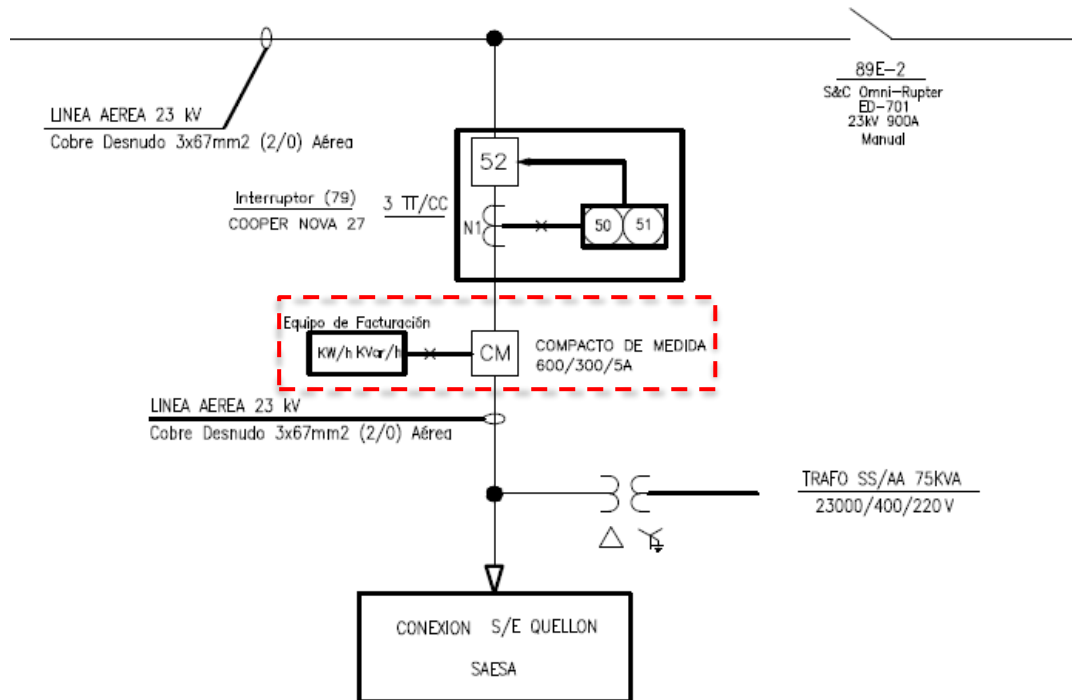 LINEA AEREA 23 kV
Cobre Desnudo 3x67mm2 (2/0) Aérea
89E-2
S&C Omni-Rupter
ED-701
23kV 900A
Manual
Interruptor (79)
COOPER NOVA 27
3 TT/CC
52
N1
50
51
Equipo de Facturación
KW/h KVar/h
CM
COMPACTO DE MEDIDA
600/300/5A
LINEA AEREA 23 kV
Cobre Desnudo 3x67mm2 (2/0) Aérea
TRAFO SS/AA 75KVA
23000/400/220 V
CONEXION S/E QUELLON
SAESA